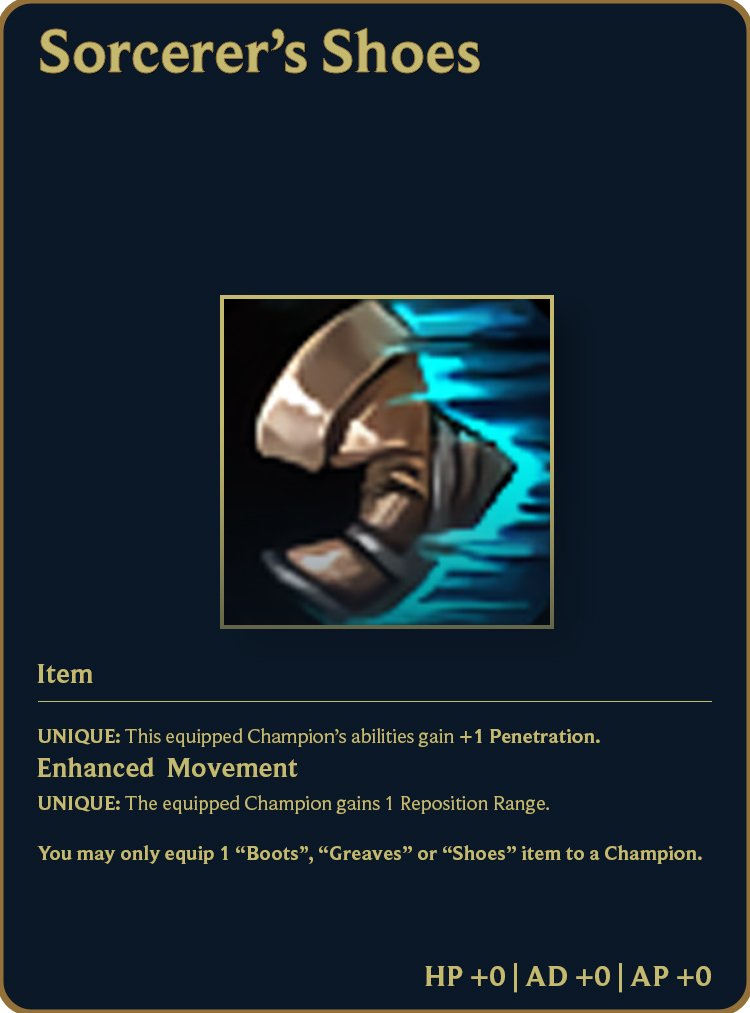 Sorcerer’s Shoes
Item
UNIQUE: This equipped Champion’s abilities gain +1 Penetration.
Enhanced Movement
UNIQUE: The equipped Champion gains 1 Reposition Range.
You may only equip 1 “Boots”, “Greaves” or “Shoes” item to a Champion.
HP +0 | AD +0 | AP +0